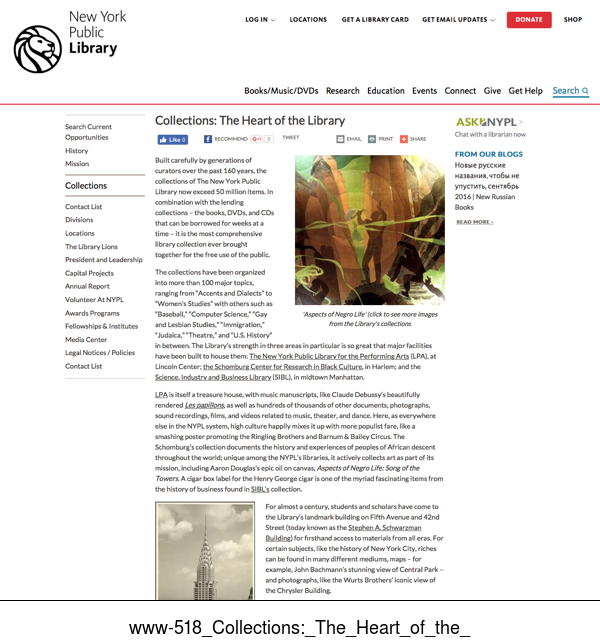 New York
Public
Library
LOG IN
LOCATIONS
GET A LIBRARY CARD
GET EMAIL UPDATES
DONATE
SHOP
Books/Music/DVDs
Research
Education
Events
Connect
Give
Get Help
Search
Search Current
Opportunities
History
Mission
Collections
Contact List
Divisions
Locations
The Library Lions
President and Leadership
Capital Projects
Annual Report
Volunteer At NYPL
Awards Programs
Fellowships & Institutes
Media Center
Legal Notices / Policies
Contact List
Collections: The Heart of the Library
Like 0
RECOMMEND
G+1 0
TWEET
EMAIL
PRINT
SHARE
Built carefully by generations of
curators over the past 160 years, the
collections of The New York Public
Library now exceed 50 million items. In
combination with the lending
collections – the books, DVDs, and CDs
that can be borrowed for weeks at a
time – it is the most comprehensive
library collection ever brought
together for the free use of the public.
'Aspects of Negro Life' (click to see more images
from the Library's collections
The collections have been organized
into more than 100 major topics,
ranging from "Accents and Dialects" to
"Women's Studies" with others such as
"Baseball," "Computer Science," "Gay
and Lesbian Studies," "Immigration,"
"Judaica," "Theatre," and "U.S. History"
in between. The Library's strength in three areas in particular is so great that major facilities
have been built to house them: The New York Public Library for the Performing Arts (LPA), at
Lincoln Center; the Schomburg Center for Research in Black Culture, in Harlem; and the
Science, Industry and Business Library (SIBL), in midtown Manhattan.
LPA is itself a treasure house, with music manuscripts, like Claude Debussy's beautifully
rendered Les papillons, as well as hundreds of thousands of other documents, photographs,
sound recordings, films, and videos related to music, theater, and dance. Here, as everywhere
else in the NYPL system, high culture happily mixes it up with more populist fare, like a
smashing poster promoting the Ringling Brothers and Barnum & Bailey Circus. The
Schomburg's collection documents the history and experiences of peoples of African descent
throughout the world; unique among the NYPL's libraries, it actively collects art as part of its
mission, including Aaron Douglas's epic oil on canvas, Aspects of Negro Life: Song of the
Towers. A cigar box label for the Henry George cigar is one of the myriad fascinating items from
the history of business found in SIBL's collection.
For almost a century, students and scholars have come to
the Library's landmark building on Fifth Avenue and 42nd
Street (today known as the Stephen A. Schwarzman
Building) for firsthand access to materials from all eras. For
certain subjects, like the history of New York City, riches
can be found in many different mediums, maps – for
example, John Bachmann's stunning view of Central Park –
and photographs, like the Wurts Brothers' iconic view of
the Chrysler Building.
ASK NYPL >
Chat with a librarian now
FROM OUR BLOGS
Новые русские
названия, чтобы не
упустить, сентябрь
2016 | New Russian
Books
READ MORE ›
www-518_Collections:_The_Heart_of_the_